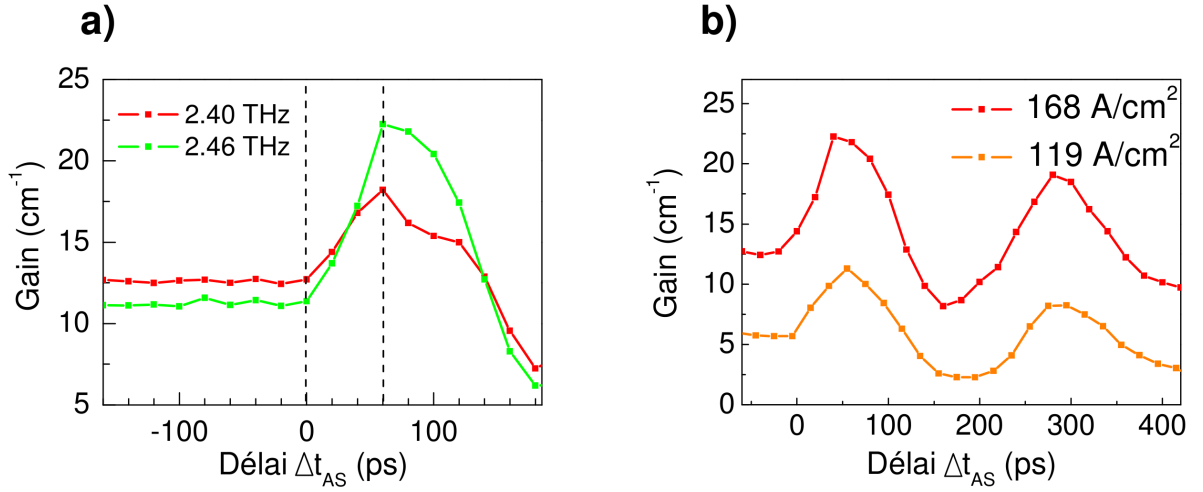 a)
25
20
15
10
5
Gain (cm⁻¹)
2.40 THz
2.46 THz
-100
0
100
Délai Δt_AS (ps)
b)
25
20
15
10
5
0
Gain (cm⁻¹)
168 A/cm²
119 A/cm²
0
100
200
300
400
Délai Δt_AS (ps)